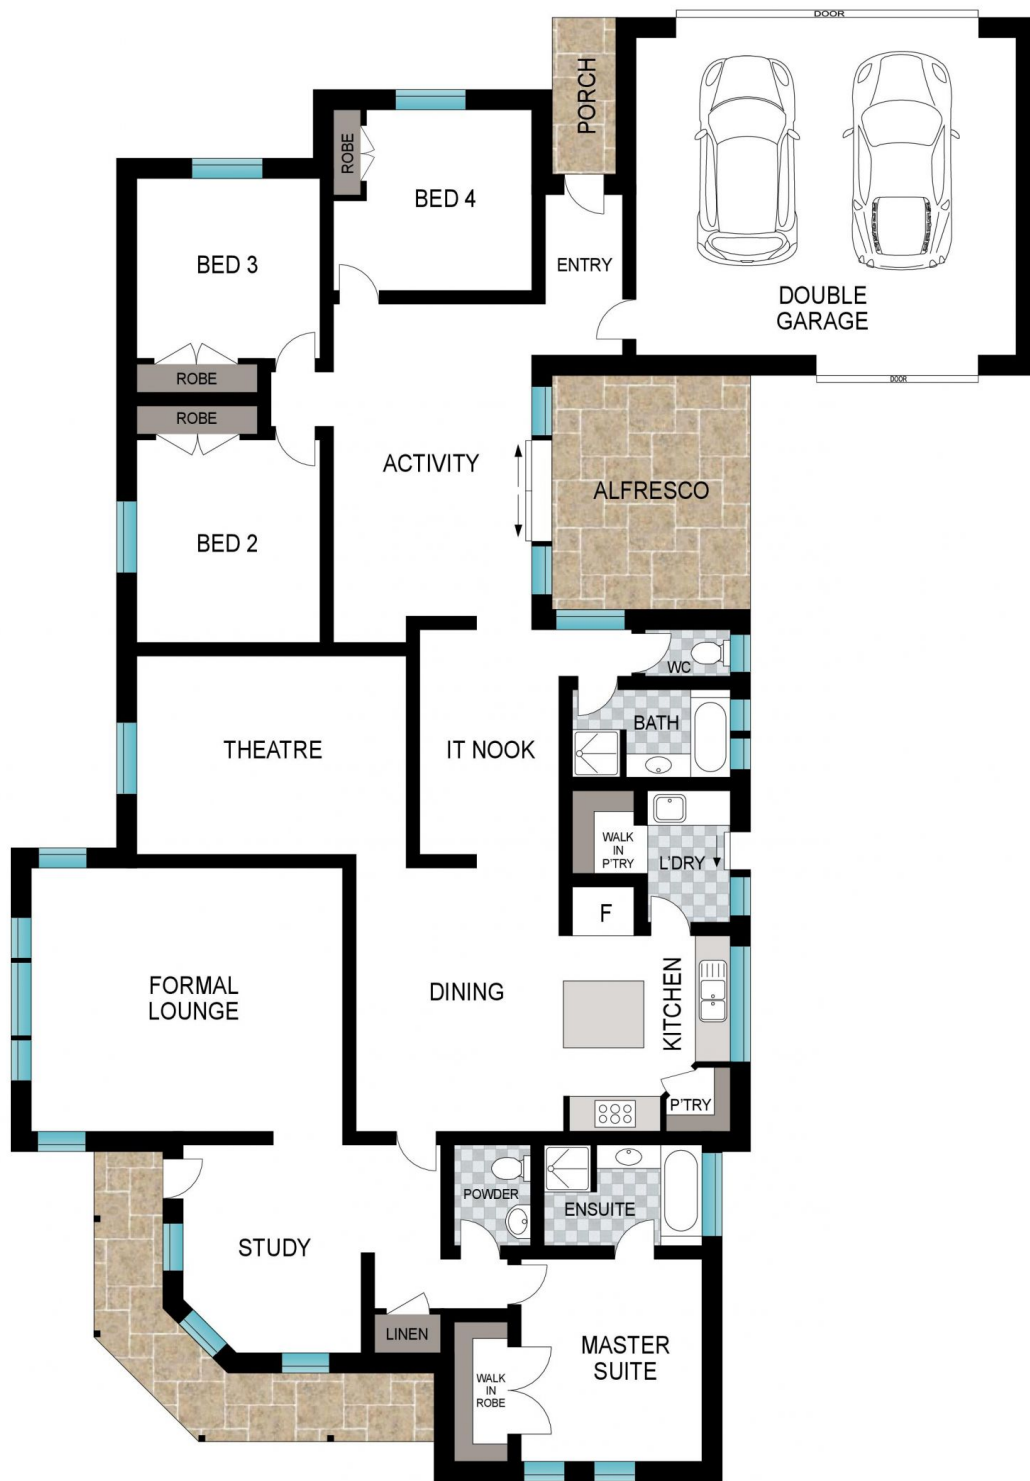 DOOR
PORCH
ROBE
BED 4
BED 3
ENTRY
DOUBLE
GARAGE
ROBE
DOOR
ROBE
ACTIVITY
ALFRESCO
BED 2
WC
BATH
THEATRE
IT NOOK
WALK
IN
P'TRY
L'DRY
F
FORMAL
LOUNGE
DINING
KITCHEN
P'TRY
POWDER
ENSUITE
STUDY
LINEN
MASTER
SUITE
WALK
IN
ROBE